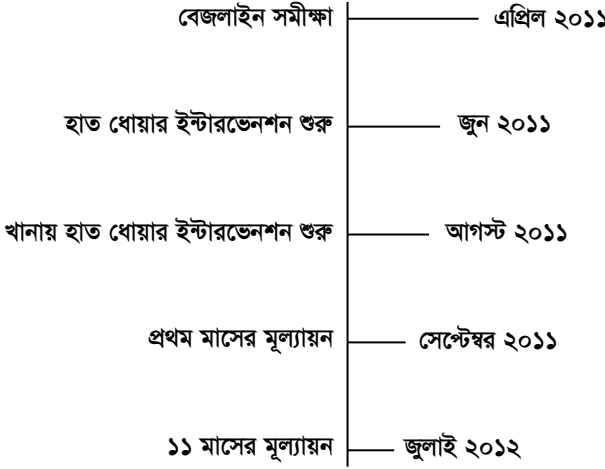 বেজলাইন সমীক্ষা এপ্রিল ২০১১
হাত ধোয়ার ইন্টারভেনশন শুরু জুন ২০১১
খানায় হাত ধোয়ার ইন্টারভেনশন শুরু আগস্ট ২০১১
প্রথম মাসের মূল্যায়ন সেপ্টেম্বর ২০১১
১১ মাসের মূল্যায়ন জুলাই ২০১২